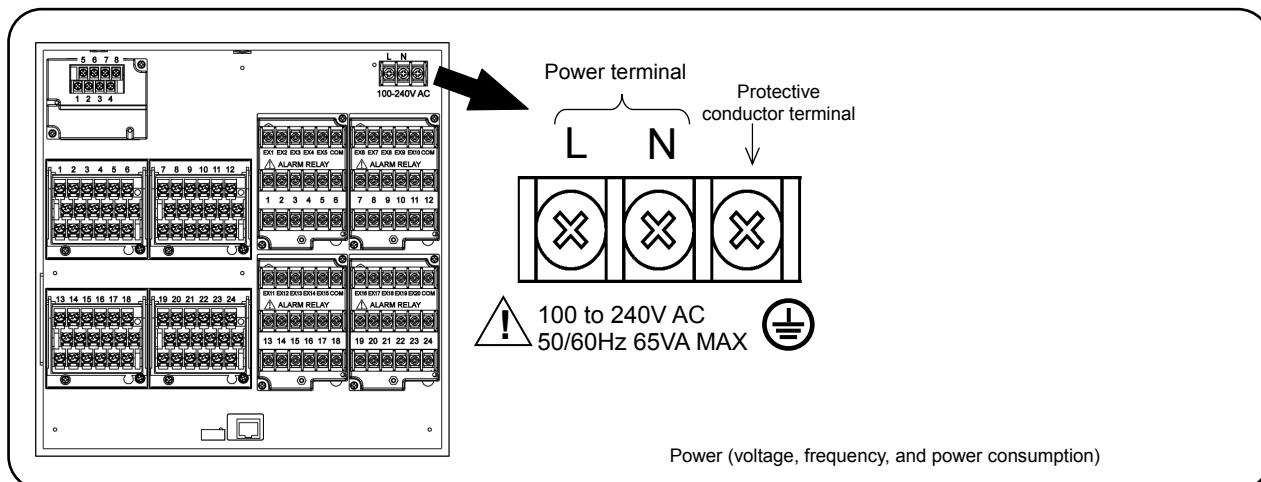 5 6 7 8
1 2 3 4
L N
100-240V AC
Power terminal
Protective
conductor terminal
L N
1 2 3 4 5 6
7 8 9 10 11 12
EX1 EX2 EX3 EX4 EX5 COM
ALARM RELAY
1 2 3 4 5 6
EX6 EX7 EX8 EX9 EX10 COM
ALARM RELAY
7 8 9 10 11 12
13 14 15 16 17 18
19 20 21 22 23 24
EX11 EX12 EX13 EX14 EX15 COM
ALARM RELAY
13 14 15 16 17 18
EX16 EX17 EX18 EX19 EX20 COM
ALARM RELAY
19 20 21 22 23 24
100 to 240V AC
50/60Hz 65VA MAX
Power (voltage, frequency, and power consumption)